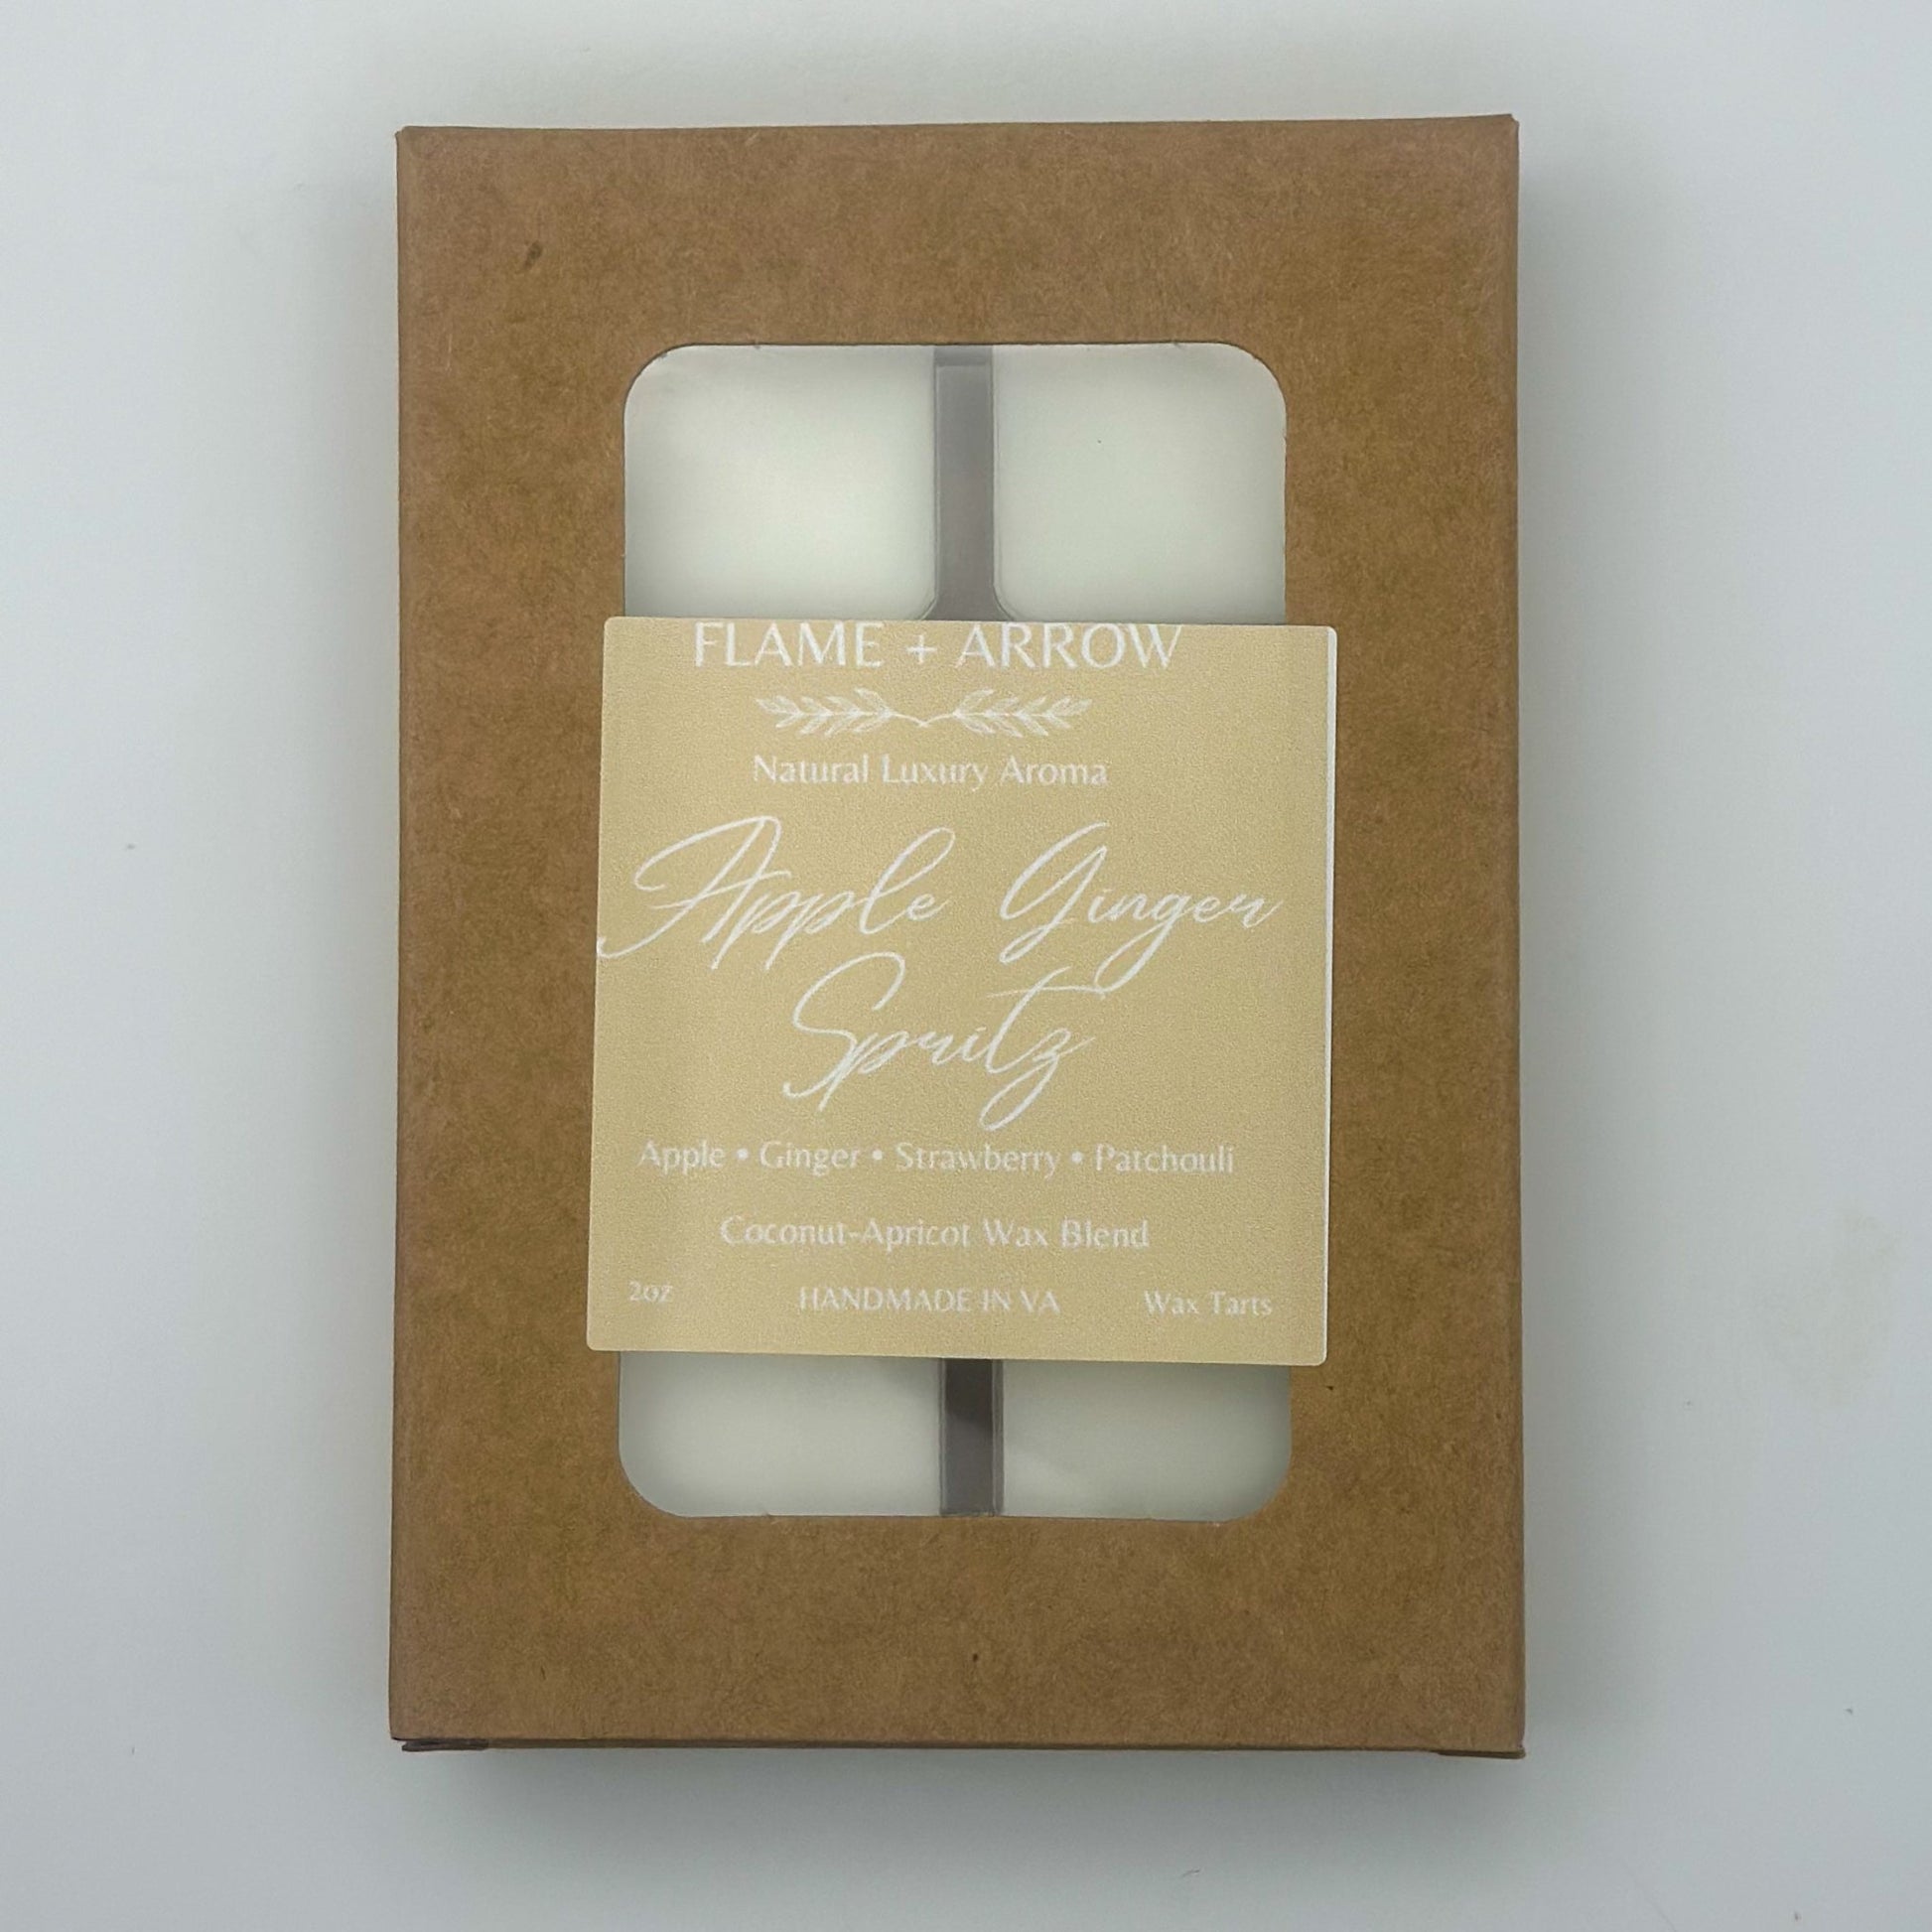 FLAME + ARROW
Natural Luxury Aroma
Apple Ginger
Spritz
Apple • Ginger • Strawberry • Patchouli
Coconut-Apricot Wax Blend
2oz HANDMADE IN VA Wax Tarts